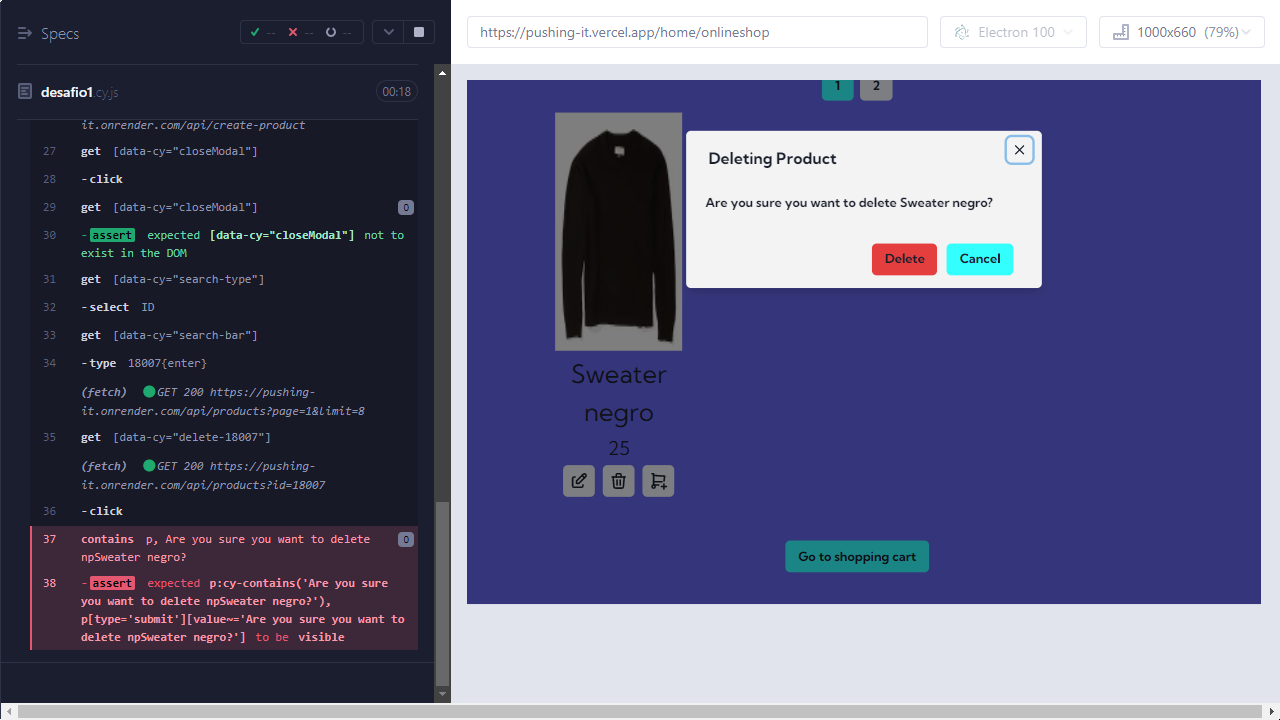 Specs
--
--
--
desafio1.cy.js
00:18
it.onrender.com/api/create-product
27 get [data-cy="closeModal"]
28 -click
29 get [data-cy="closeModal"] 0
30 -assert expected [data-cy="closeModal"] not to
exist in the DOM
31 get [data-cy="search-type"]
32 -select ID
33 get [data-cy="search-bar"]
34 -type 18007{enter}
(fetch) GET 200 https://pushing-
it.onrender.com/api/products?page=1&limit=8
35 get [data-cy="delete-18007"]
(fetch) GET 200 https://pushing-
it.onrender.com/api/products?id=18007
36 -click
37 contains p, Are you sure you want to delete 0
npSweater negro?
38 -assert expected p:cy-contains('Are you sure
you want to delete npSweater negro?'),
p[type='submit'][value~='Are you sure you want to
delete npSweater negro?'] to be visible
https://pushing-it.vercel.app/home/onlineshop
Electron 100
1000x660 (79%)
1 2
Deleting Product
Are you sure you want to delete Sweater negro?
Delete Cancel
Sweater
negro
25
Go to shopping cart